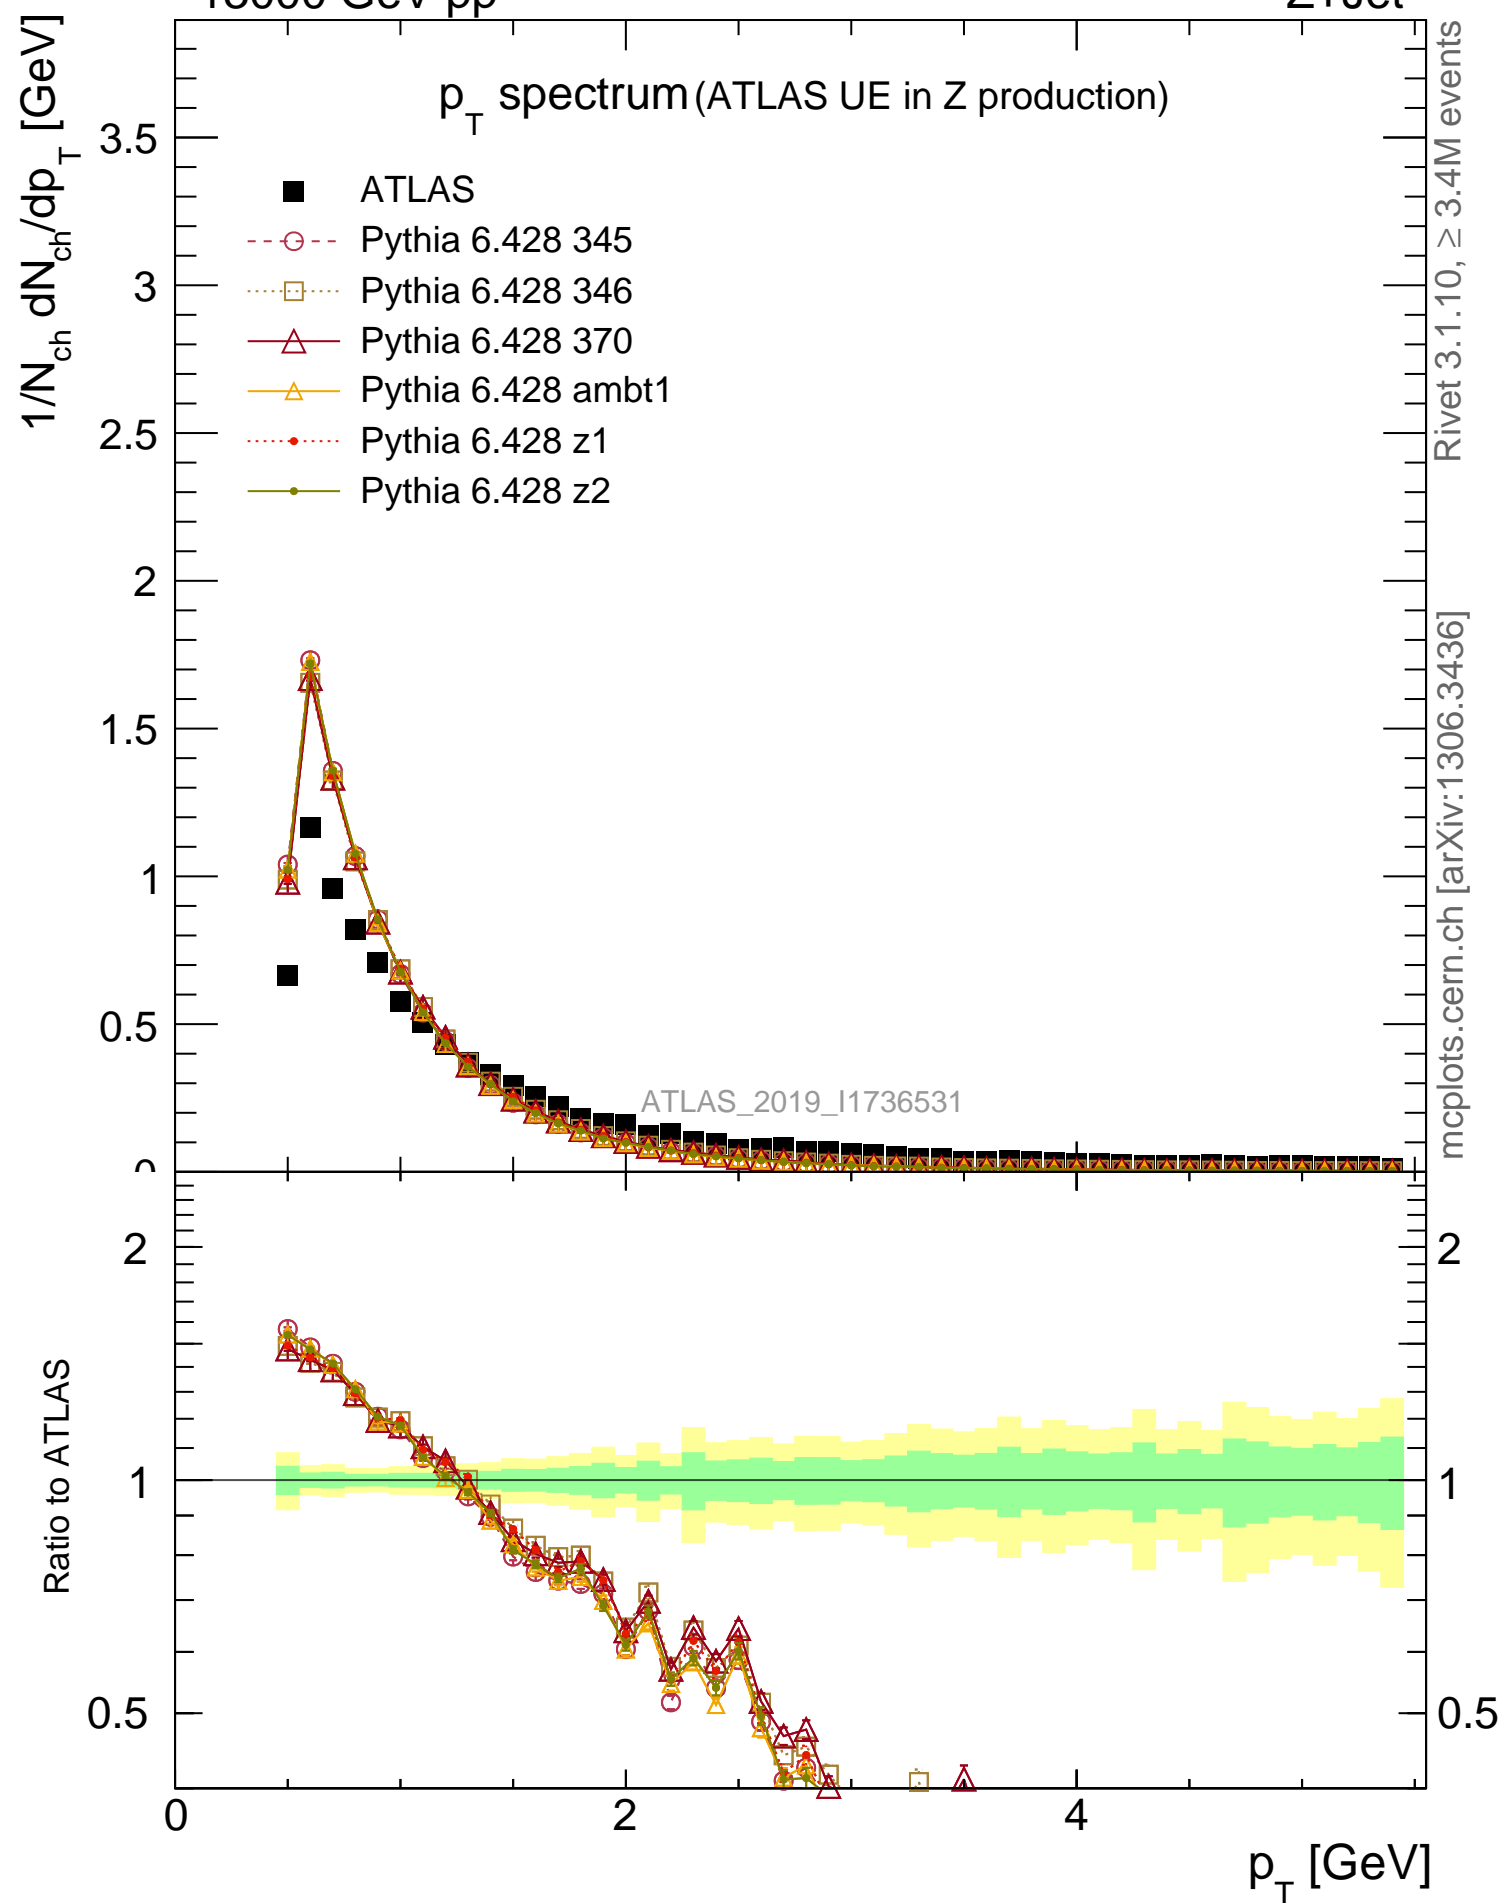 13000 GeV pp
Z+Jet
p_T spectrum (ATLAS UE in Z production)
1/N_ch dN_ch/dp_T [GeV]
ATLAS
Pythia 6.428 345
Pythia 6.428 346
Pythia 6.428 370
Pythia 6.428 ambt1
Pythia 6.428 z1
Pythia 6.428 z2
3.5
3
2.5
2
1.5
1
0.5
0
ATLAS_2019_I1736531
Rivet 3.1.10, ≥ 3.4M events
mcplots.cern.ch [arXiv:1306.3436]
Ratio to ATLAS
2
2
1
1
0.5
0.5
0
2
4
p_T [GeV]